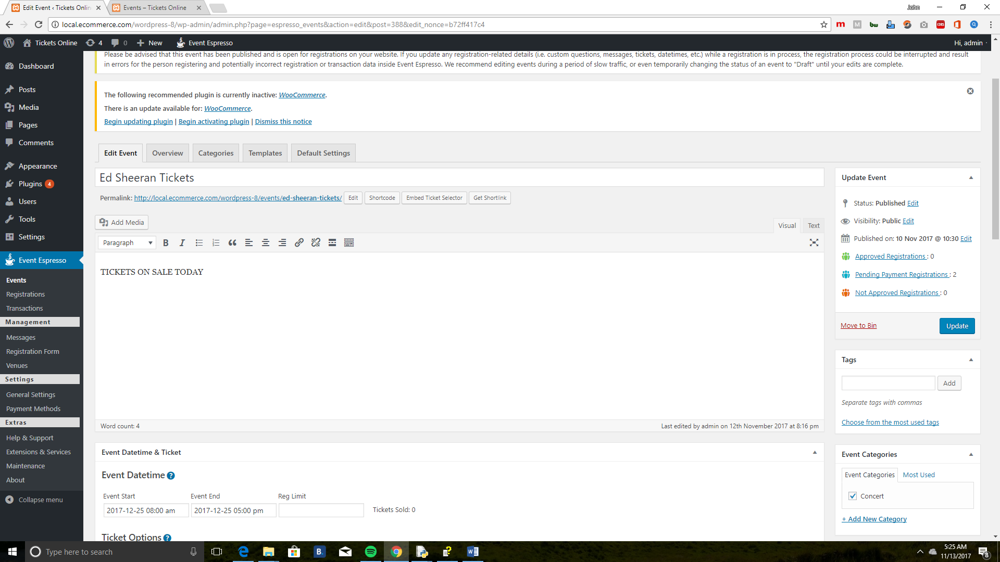 Edit Event ‹ Tickets Onlin
Events – Tickets Online
John
local.ecommerce.com/wordpress-8/wp-admin/admin.php?page=espresso_events&action=edit&post=388&edit_nonce=b72ff417c4
Tickets Online
4
0
New
Event Espresso
Hi, admin
Please be advised that this event has been published and is open for registrations on your website. If you update any registration-related details (i.e. custom questions, messages, tickets, datetimes, etc.) while a registration is in process, the registration process could be interrupted and result
in errors for the person registering and potentially incorrect registration or transaction data inside Event Espresso. We recommend editing events during a period of slow traffic, or even temporarily changing the status of an event to "Draft" until your edits are complete.
The following recommended plugin is currently inactive: WooCommerce.
There is an update available for: WooCommerce.
Begin updating plugin | Begin activating plugin | Dismiss this notice
Dashboard
Posts
Media
Pages
Comments
Appearance
Plugins 4
Users
Tools
Settings
Event Espresso
Events
Registrations
Transactions
Management
Messages
Registration Form
Venues
Settings
General Settings
Payment Methods
Extras
Help & Support
Extensions & Services
Maintenance
About
Collapse menu
Edit Event
Overview
Categories
Templates
Default Settings
Ed Sheeran Tickets
Permalink: http://local.ecommerce.com/wordpress-8/events/ed-sheeran-tickets/ Edit Shortcode Embed Ticket Selector Get Shortlink
Add Media
Visual
Text
Paragraph
B I
TICKETS ON SALE TODAY
Word count: 4
Last edited by admin on 12th November 2017 at 8:16 pm
Event Datetime & Ticket
Event Datetime ?
Event Start
Event End
Reg Limit
2017-12-25 08:00 am
2017-12-25 05:00 pm
Tickets Sold: 0
Ticket Options ?
Update Event
Status: Published Edit
Visibility: Public Edit
Published on: 10 Nov 2017 @ 10:30 Edit
Approved Registrations : 0
Pending Payment Registrations : 2
Not Approved Registrations : 0
Move to Bin
Update
Tags
Add
Separate tags with commas
Choose from the most used tags
Event Categories
Event Categories
Most Used
Concert
+ Add New Category
Type here to search
5:25 AM
11/13/2017
8